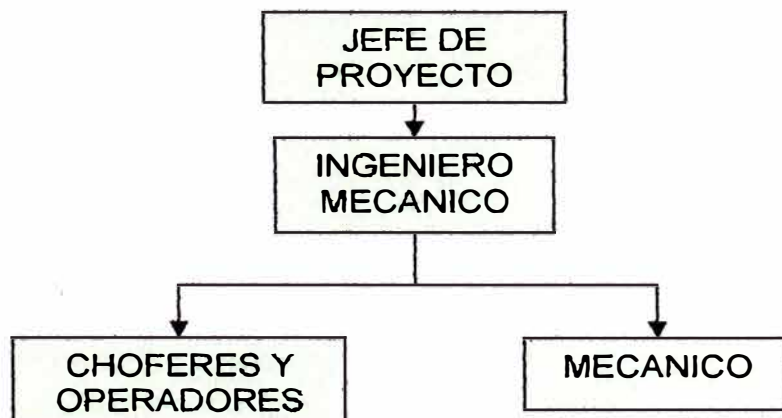 JEFE DE
PROYECTO
INGENIERO
MECANICO
CHOFERES Y
OPERADORES
MECANICO